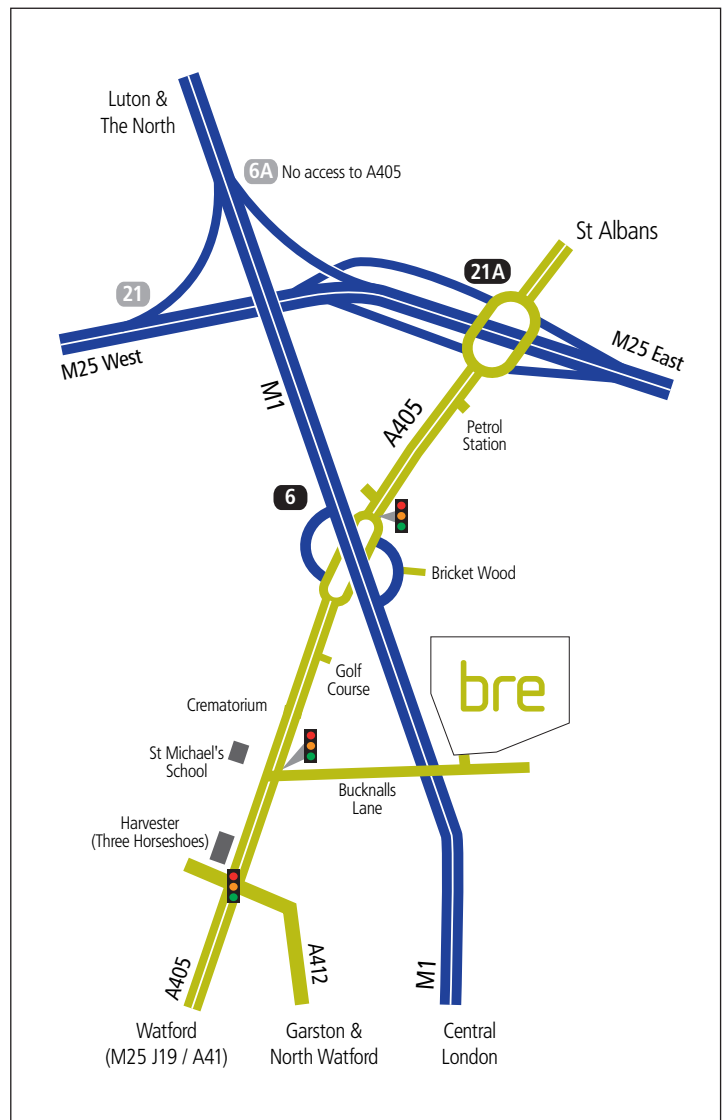 Luton &
The North
6A No access to A405
St Albans
21A
21
M25 West
M25 East
M1
A405
Petrol
Station
6
Bricket Wood
bre
Golf
Course
Crematorium
St Michael's
School
Bucknalls
Lane
Harvester
(Three Horseshoes)
A405
A412
M1
Watford
(M25 J19 / A41)
Garston &
North Watford
Central
London